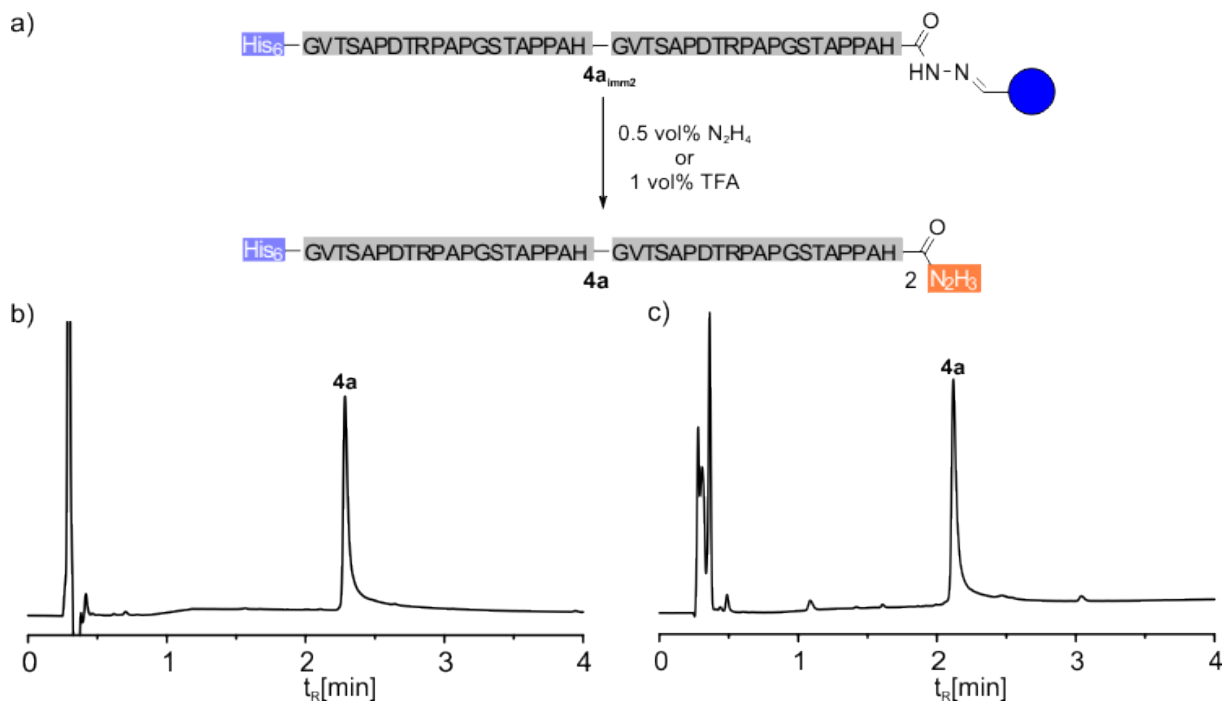 a)
His6 GVTSAPDTRPAPGSTAPPAH GVTSAPDTRPAPGSTAPPAH O
HN-N
4aImm2
0.5 vol% N2H4
or
1 vol% TFA
His6 GVTSAPDTRPAPGSTAPPAH GVTSAPDTRPAPGSTAPPAH O
4a 2 N2H3
b) c)
4a 4a
0 1 2 3 4 0 1 2 3 4
tR[min] tR[min]